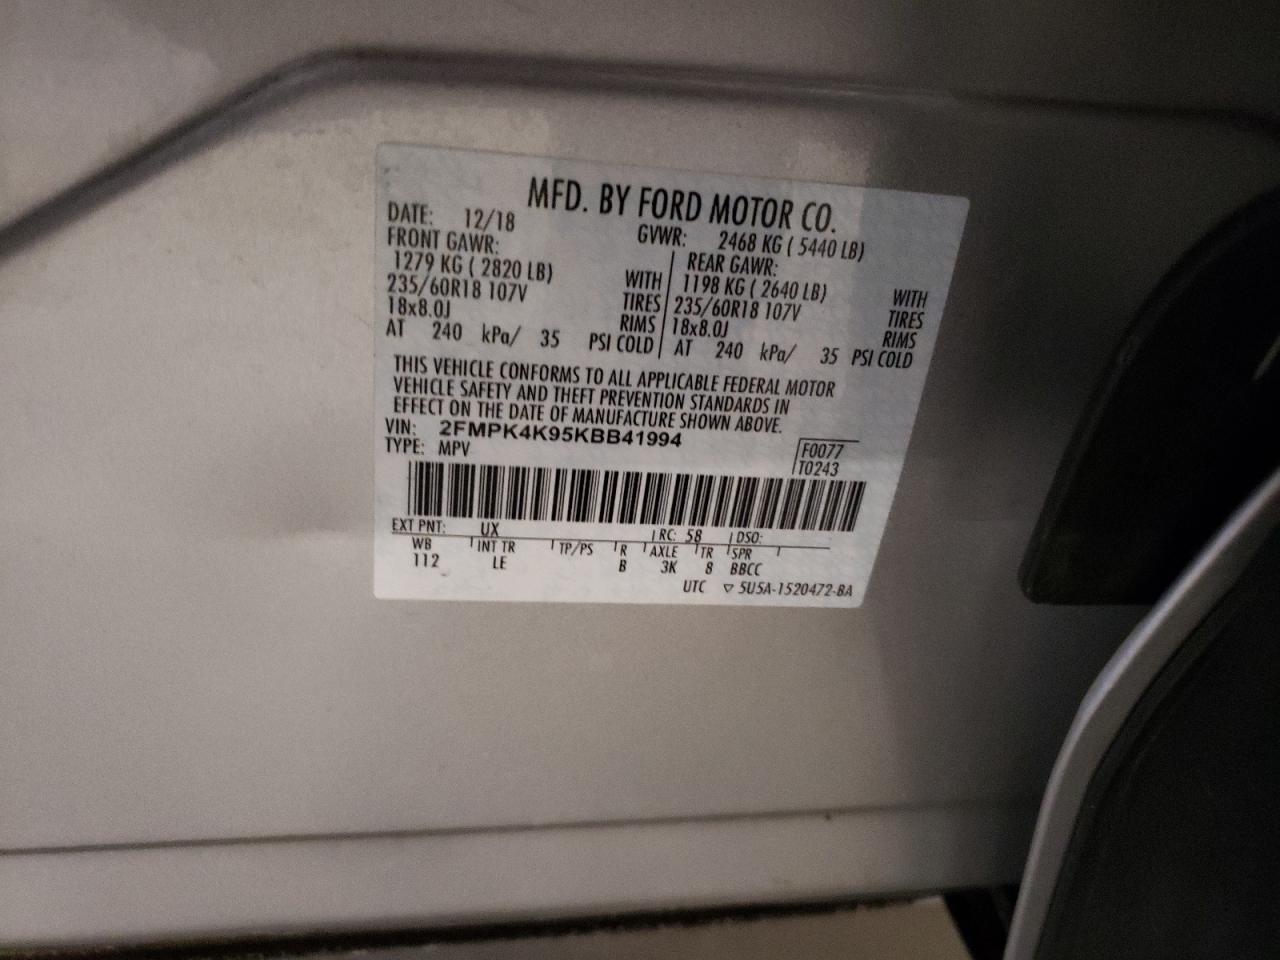 MFD. BY FORD MOTOR CO.
DATE: 12/18 GVWR: 2468 KG ( 5440 LB)
FRONT GAWR: REAR GAWR:
1279 KG ( 2820 LB) WITH 1198 KG ( 2640 LB) WITH
235/60R18 107V TIRES 235/60R18 107V TIRES
18x8.0J RIMS 18x8.0J RIMS
AT 240 kPa/ 35 PSI COLD AT 240 kPa/ 35 PSI COLD
THIS VEHICLE CONFORMS TO ALL APPLICABLE FEDERAL MOTOR
VEHICLE SAFETY AND THEFT PREVENTION STANDARDS IN
EFFECT ON THE DATE OF MANUFACTURE SHOWN ABOVE.
VIN: 2FMPK4K95KBB41994
TYPE: MPV F0077
T0243
EXT PNT: UX RC: 58 DSO:
WB INT TR TP/PS R AXLE TR SPR
112 LE B 3K 8 BBCC
UTC ▽ 5U5A-1520472-BA